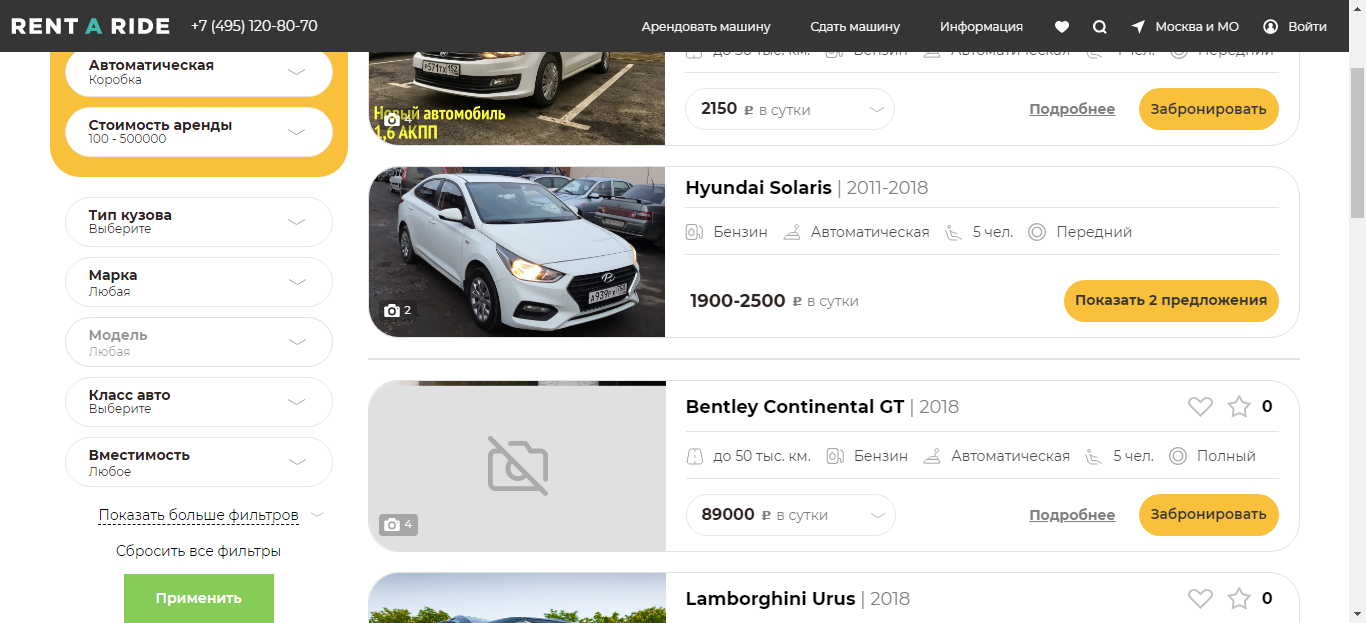 RENT A RIDE +7 (495) 120-80-70 Арендовать машину Сдать машину Информация Москва и МО Войти
Автоматическая
Коробка
Стоимость аренды
100 - 500000
Тип кузова
Выберите
Марка
Любая
Модель
Любая
Класс авто
Выберите
Вместимость
Любое
Показать больше фильтров
Сбросить все фильтры
Применить
до 50 тыс. км. Бензин Автоматическая 5 чел. Передний
Р571ТХ 152
Новый автомобиль
1,6 АКПП
4
2150 ₽ в сутки Подробнее Забронировать
Hyundai Solaris | 2011-2018
Бензин Автоматическая 5 чел. Передний
2
1900-2500 ₽ в сутки Показать 2 предложения
Bentley Continental GT | 2018 0
до 50 тыс. км. Бензин Автоматическая 5 чел. Полный
4
89000 ₽ в сутки Подробнее Забронировать
Lamborghini Urus | 2018 0